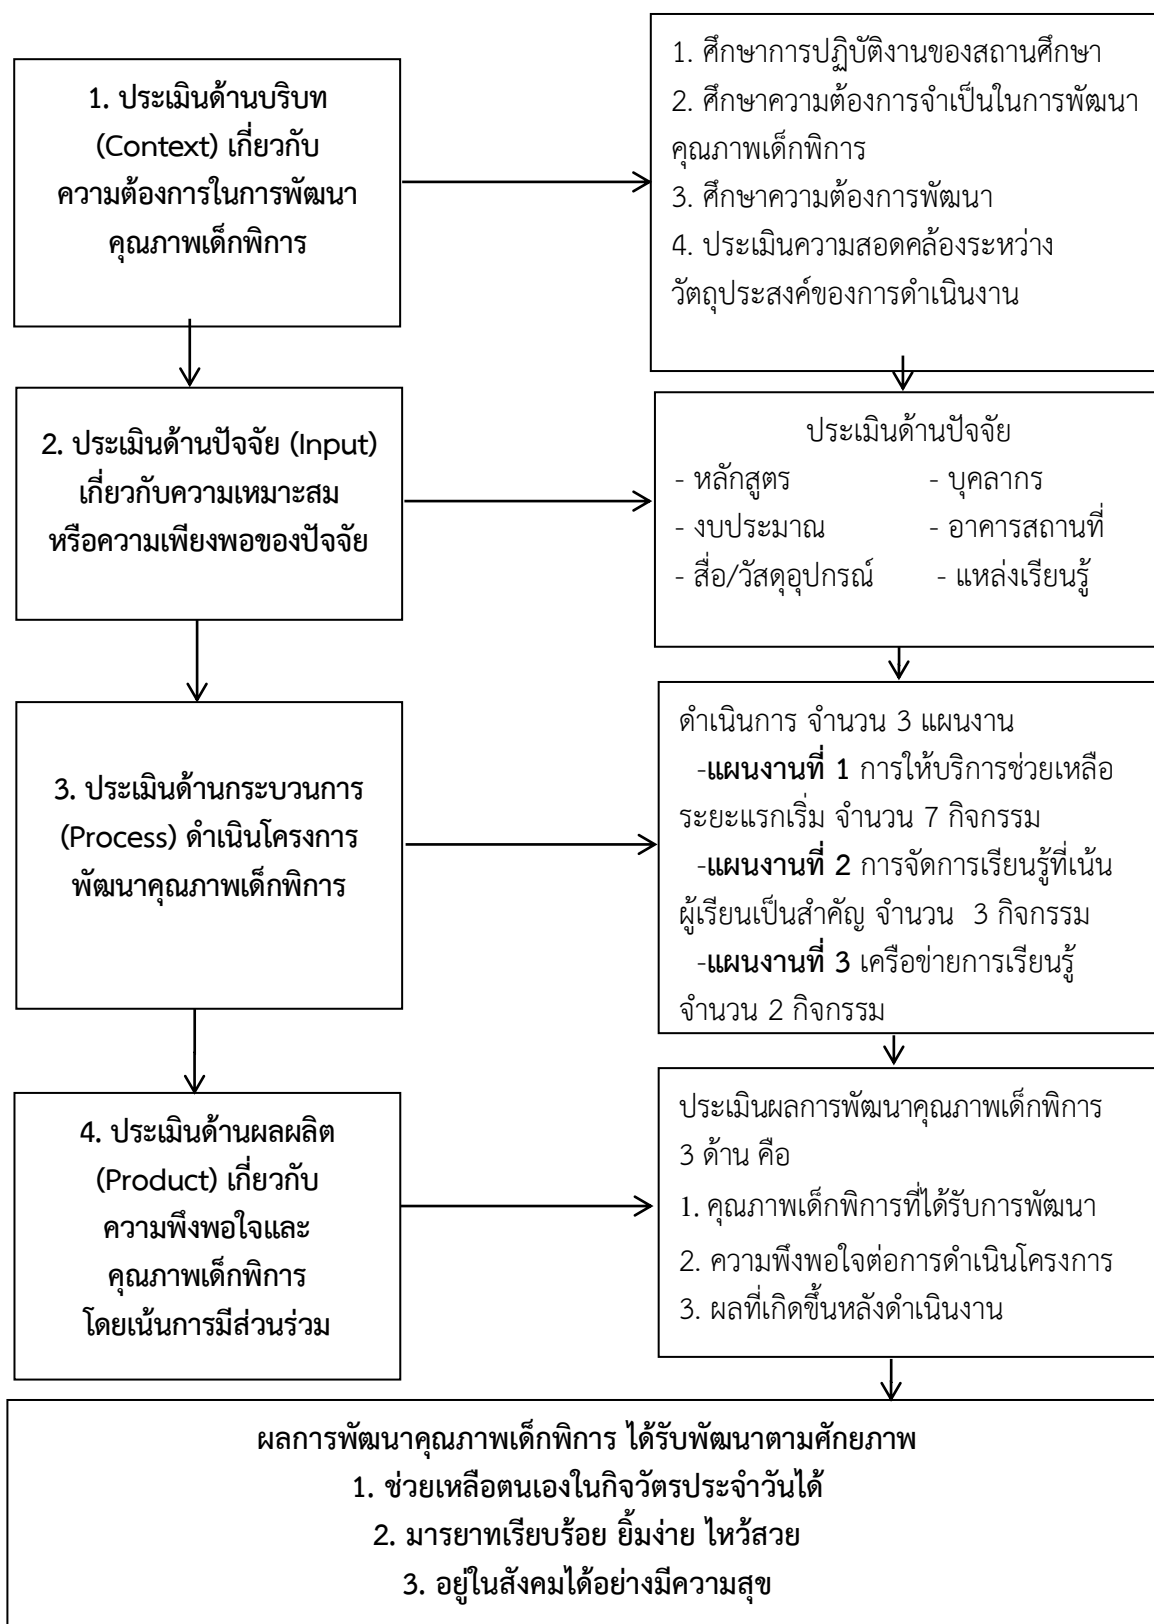 1. ประเมินด้านบริบท
(Context) เกี่ยวกับ
ความต้องการในการพัฒนา
คุณภาพเด็กพิการ
1. ศึกษาการปฏิบัติงานของสถานศึกษา
2. ศึกษาความต้องการจำเป็นในการพัฒนา
คุณภาพเด็กพิการ
3. ศึกษาความต้องการพัฒนา
4. ประเมินความสอดคล้องระหว่าง
วัตถุประสงค์ของการดำเนินงาน
2. ประเมินด้านปัจจัย (Input)
เกี่ยวกับความเหมาะสม
หรือความเพียงพอของปัจจัย
ประเมินด้านปัจจัย
- หลักสูตร - บุคลากร
- งบประมาณ - อาคารสถานที่
- สื่อ/วัสดุอุปกรณ์ - แหล่งเรียนรู้
3. ประเมินด้านกระบวนการ
(Process) ดำเนินโครงการ
พัฒนาคุณภาพเด็กพิการ
ดำเนินการ จำนวน 3 แผนงาน
-แผนงานที่ 1 การให้บริการช่วยเหลือ
ระยะแรกเริ่ม จำนวน 7 กิจกรรม
-แผนงานที่ 2 การจัดการเรียนรู้ที่เน้น
ผู้เรียนเป็นสำคัญ จำนวน 3 กิจกรรม
-แผนงานที่ 3 เครือข่ายการเรียนรู้
จำนวน 2 กิจกรรม
4. ประเมินด้านผลผลิต
(Product) เกี่ยวกับ
ความพึงพอใจและ
คุณภาพเด็กพิการ
โดยเน้นการมีส่วนร่วม
ประเมินผลการพัฒนาคุณภาพเด็กพิการ
3 ด้าน คือ
1. คุณภาพเด็กพิการที่ได้รับการพัฒนา
2. ความพึงพอใจต่อการดำเนินโครงการ
3. ผลที่เกิดขึ้นหลังดำเนินงาน
ผลการพัฒนาคุณภาพเด็กพิการ ได้รับพัฒนาตามศักยภาพ
1. ช่วยเหลือตนเองในกิจวัตรประจำวันได้
2. มารยาทเรียบร้อย ยิ้มง่าย ไหว้สวย
3. อยู่ในสังคมได้อย่างมีความสุข